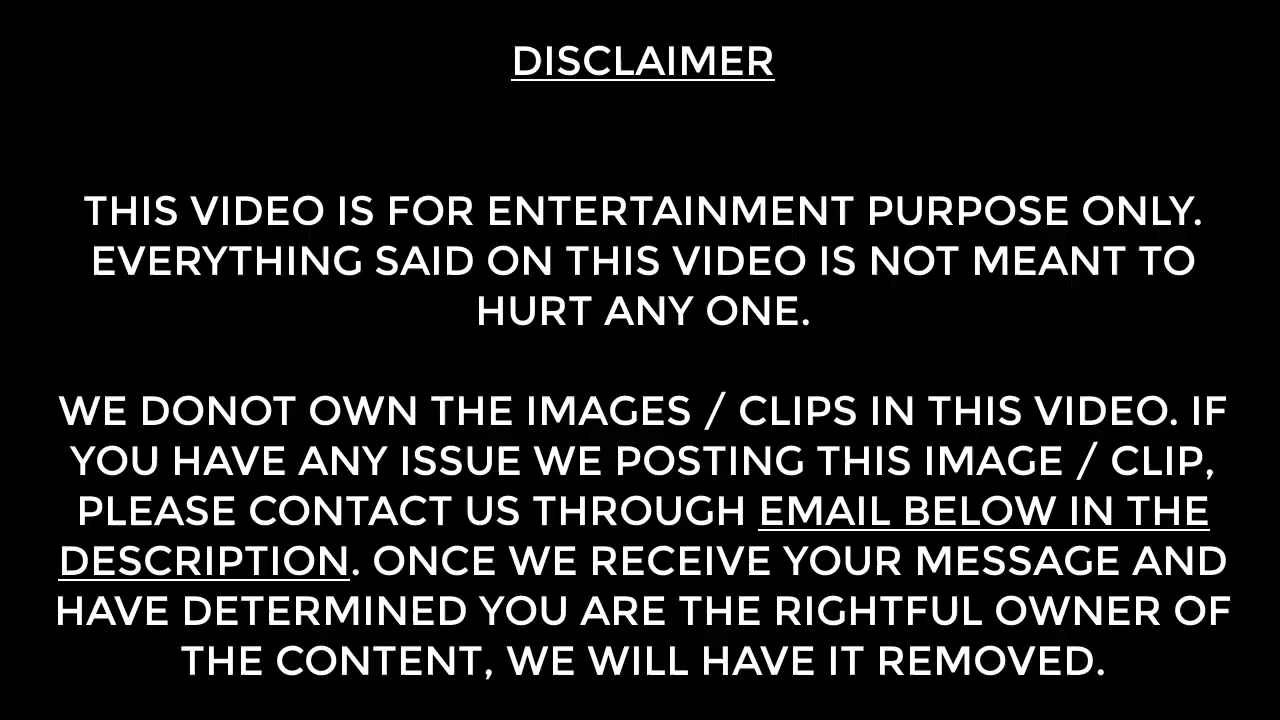 DISCLAIMER
THIS VIDEO IS FOR ENTERTAINMENT PURPOSE ONLY.
EVERYTHING SAID ON THIS VIDEO IS NOT MEANT TO
HURT ANY ONE.
WE DONOT OWN THE IMAGES / CLIPS IN THIS VIDEO. IF
YOU HAVE ANY ISSUE WE POSTING THIS IMAGE / CLIP,
PLEASE CONTACT US THROUGH EMAIL BELOW IN THE
DESCRIPTION. ONCE WE RECEIVE YOUR MESSAGE AND
HAVE DETERMINED YOU ARE THE RIGHTFUL OWNER OF
THE CONTENT, WE WILL HAVE IT REMOVED.